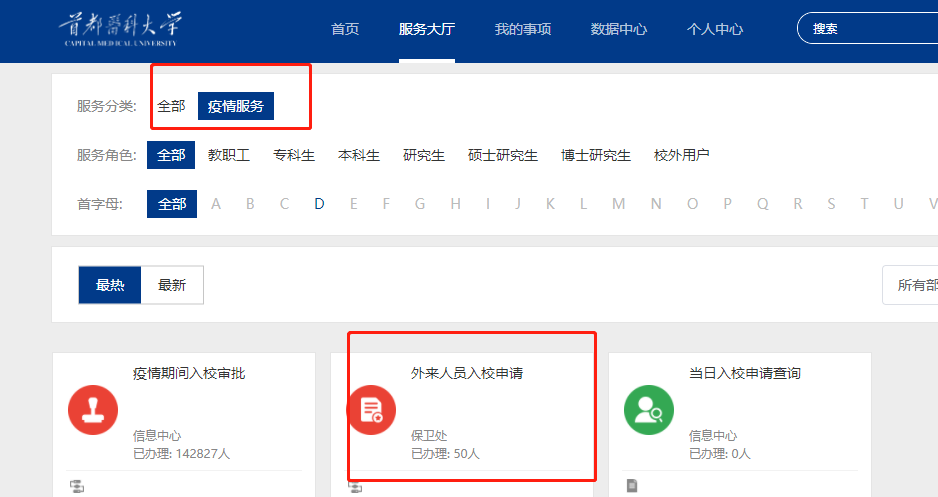 首都醫科大学
CAPITAL MEDICAL UNIVERSITY
首页 服务大厅 我的事项 数据中心 个人中心 搜索
服务分类: 全部 疫情服务
服务角色: 全部 教职工 专科生 本科生 研究生 硕士研究生 博士研究生 校外用户
首字母: 全部 A B C D E F G H I J K L M N O P Q R S T U V
最热 最新 所有部
疫情期间入校审批 外来人员入校申请 当日入校申请查询
信息中心 保卫处 信息中心
已办理: 142827人 已办理: 50人 已办理: 0人